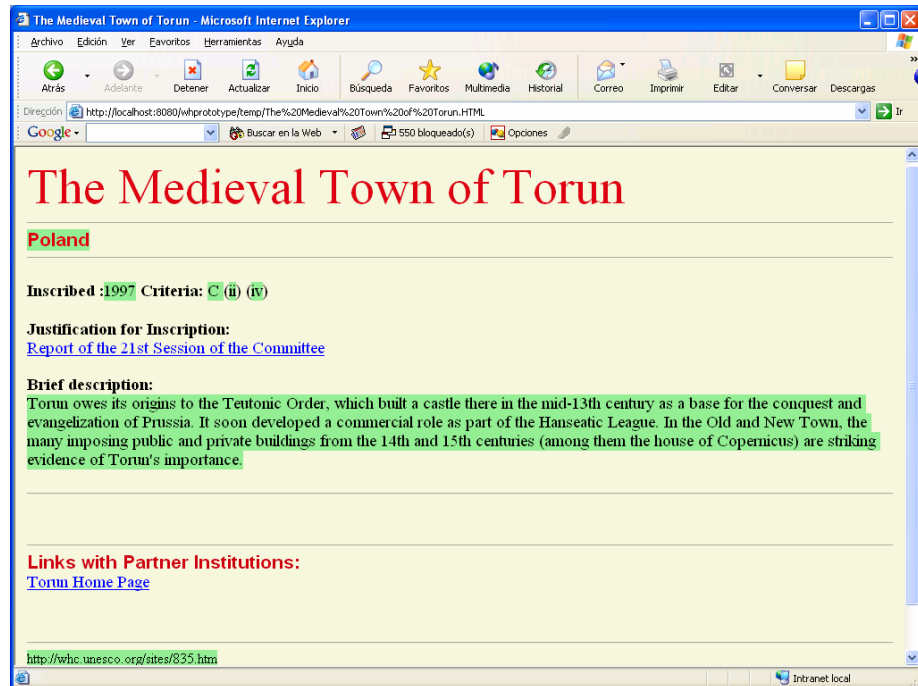 The Medieval Town of Torun - Microsoft Internet Explorer
Archivo Edición Ver Favoritos Herramientas Ayuda
Atrás Adelante Detener Actualizar Inicio Búsqueda Favoritos Multimedia Historial Correo Imprimir Editar Conversar Descargas
Dirección http://localhost:8080/whprototype/temp/The%20Medieval%20Town%20of%20Torun.HTML Ir
Google Buscar en la Web 550 bloqueado(s) Opciones
The Medieval Town of Torun
Poland
Inscribed :1997 Criteria: C (ii) (iv)
Justification for Inscription:
Report of the 21st Session of the Committee
Brief description:
Torun owes its origins to the Teutonic Order, which built a castle there in the mid-13th century as a base for the conquest and
evangelization of Prussia. It soon developed a commercial role as part of the Hanseatic League. In the Old and New Town, the
many imposing public and private buildings from the 14th and 15th centuries (among them the house of Copernicus) are striking
evidence of Torun's importance.
Links with Partner Institutions:
Torun Home Page
http://whc.unesco.org/sites/835.htm
Intranet local